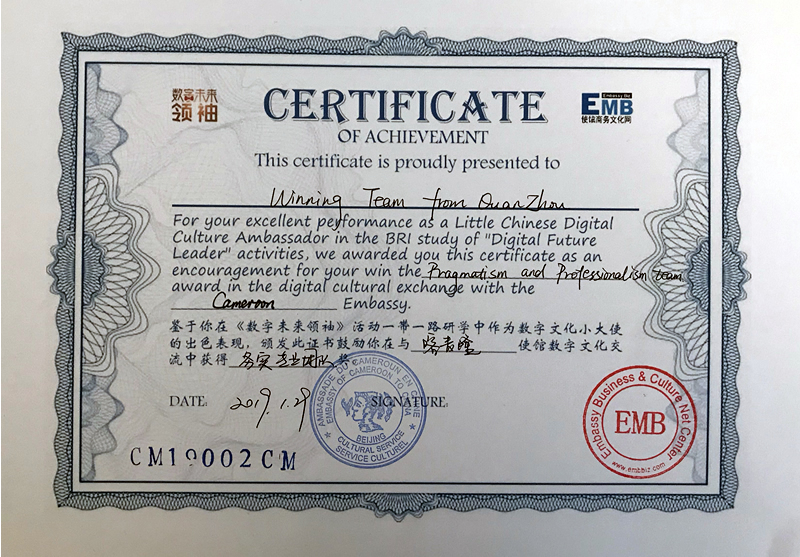 数字未来
领袖
CERTIFICATE
OF ACHIEVEMENT
Embassy Biz
EMB
使馆商务文化网
This certificate is proudly presented to
Winning Team from QuanZhou
For your excellent performance as a Little Chinese Digital
Culture Ambassador in the BRI study of "Digital Future
Leader" activities, we awarded you this certificate as an
encouragement for your win the Pragmatism and Professionalism team
award in the digital cultural exchange with the
Cameroon Embassy.
鉴于你在《数字未来领袖》活动一带一路研学中作为数字文化小大使
的出色表现，颁发此证书鼓励你在与 喀麦隆 使馆数字文化交
流中获得 务实专业团队 奖。
DATE: 2019.1.29 SIGNATURE:
AMBASSADE DU CAMEROUN EN CHINE
EMBASSY OF CAMEROON TO CHINA
BEIJING
CULTURAL SERVICE
SERVICE CULTUREL
Embassy Business & Culture Net Center
EMB
www.embbiz.com
CM19002CM